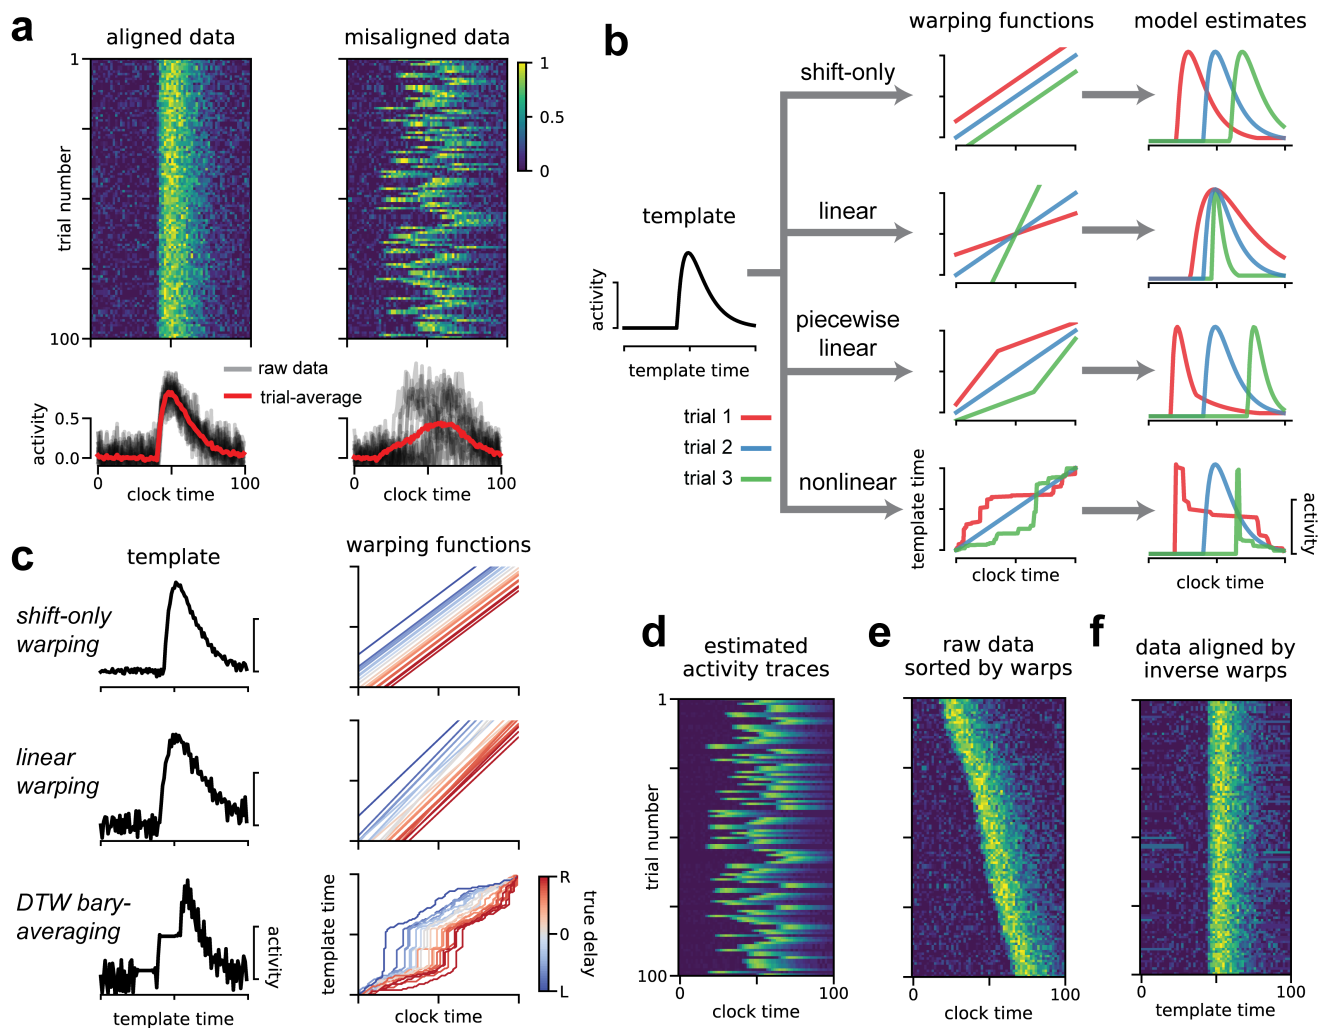 a
aligned data
misaligned data
1
100
trial number
1
0.5
0
raw data
trial-average
activity
0.5
0.0
0
100
clock time
0
100
clock time
b
warping functions
model estimates
template
activity
template time
shift-only
linear
piecewise
linear
nonlinear
trial 1
trial 2
trial 3
template time
clock time
activity
clock time
c
template
warping functions
shift-only
warping
linear
warping
DTW bary-
averaging
activity
template time
template time
clock time
R
0
L
true delay
d
estimated
activity traces
1
100
trial number
0
100
clock time
e
raw data
sorted by warps
0
100
clock time
f
data aligned by
inverse warps
0
100
template time